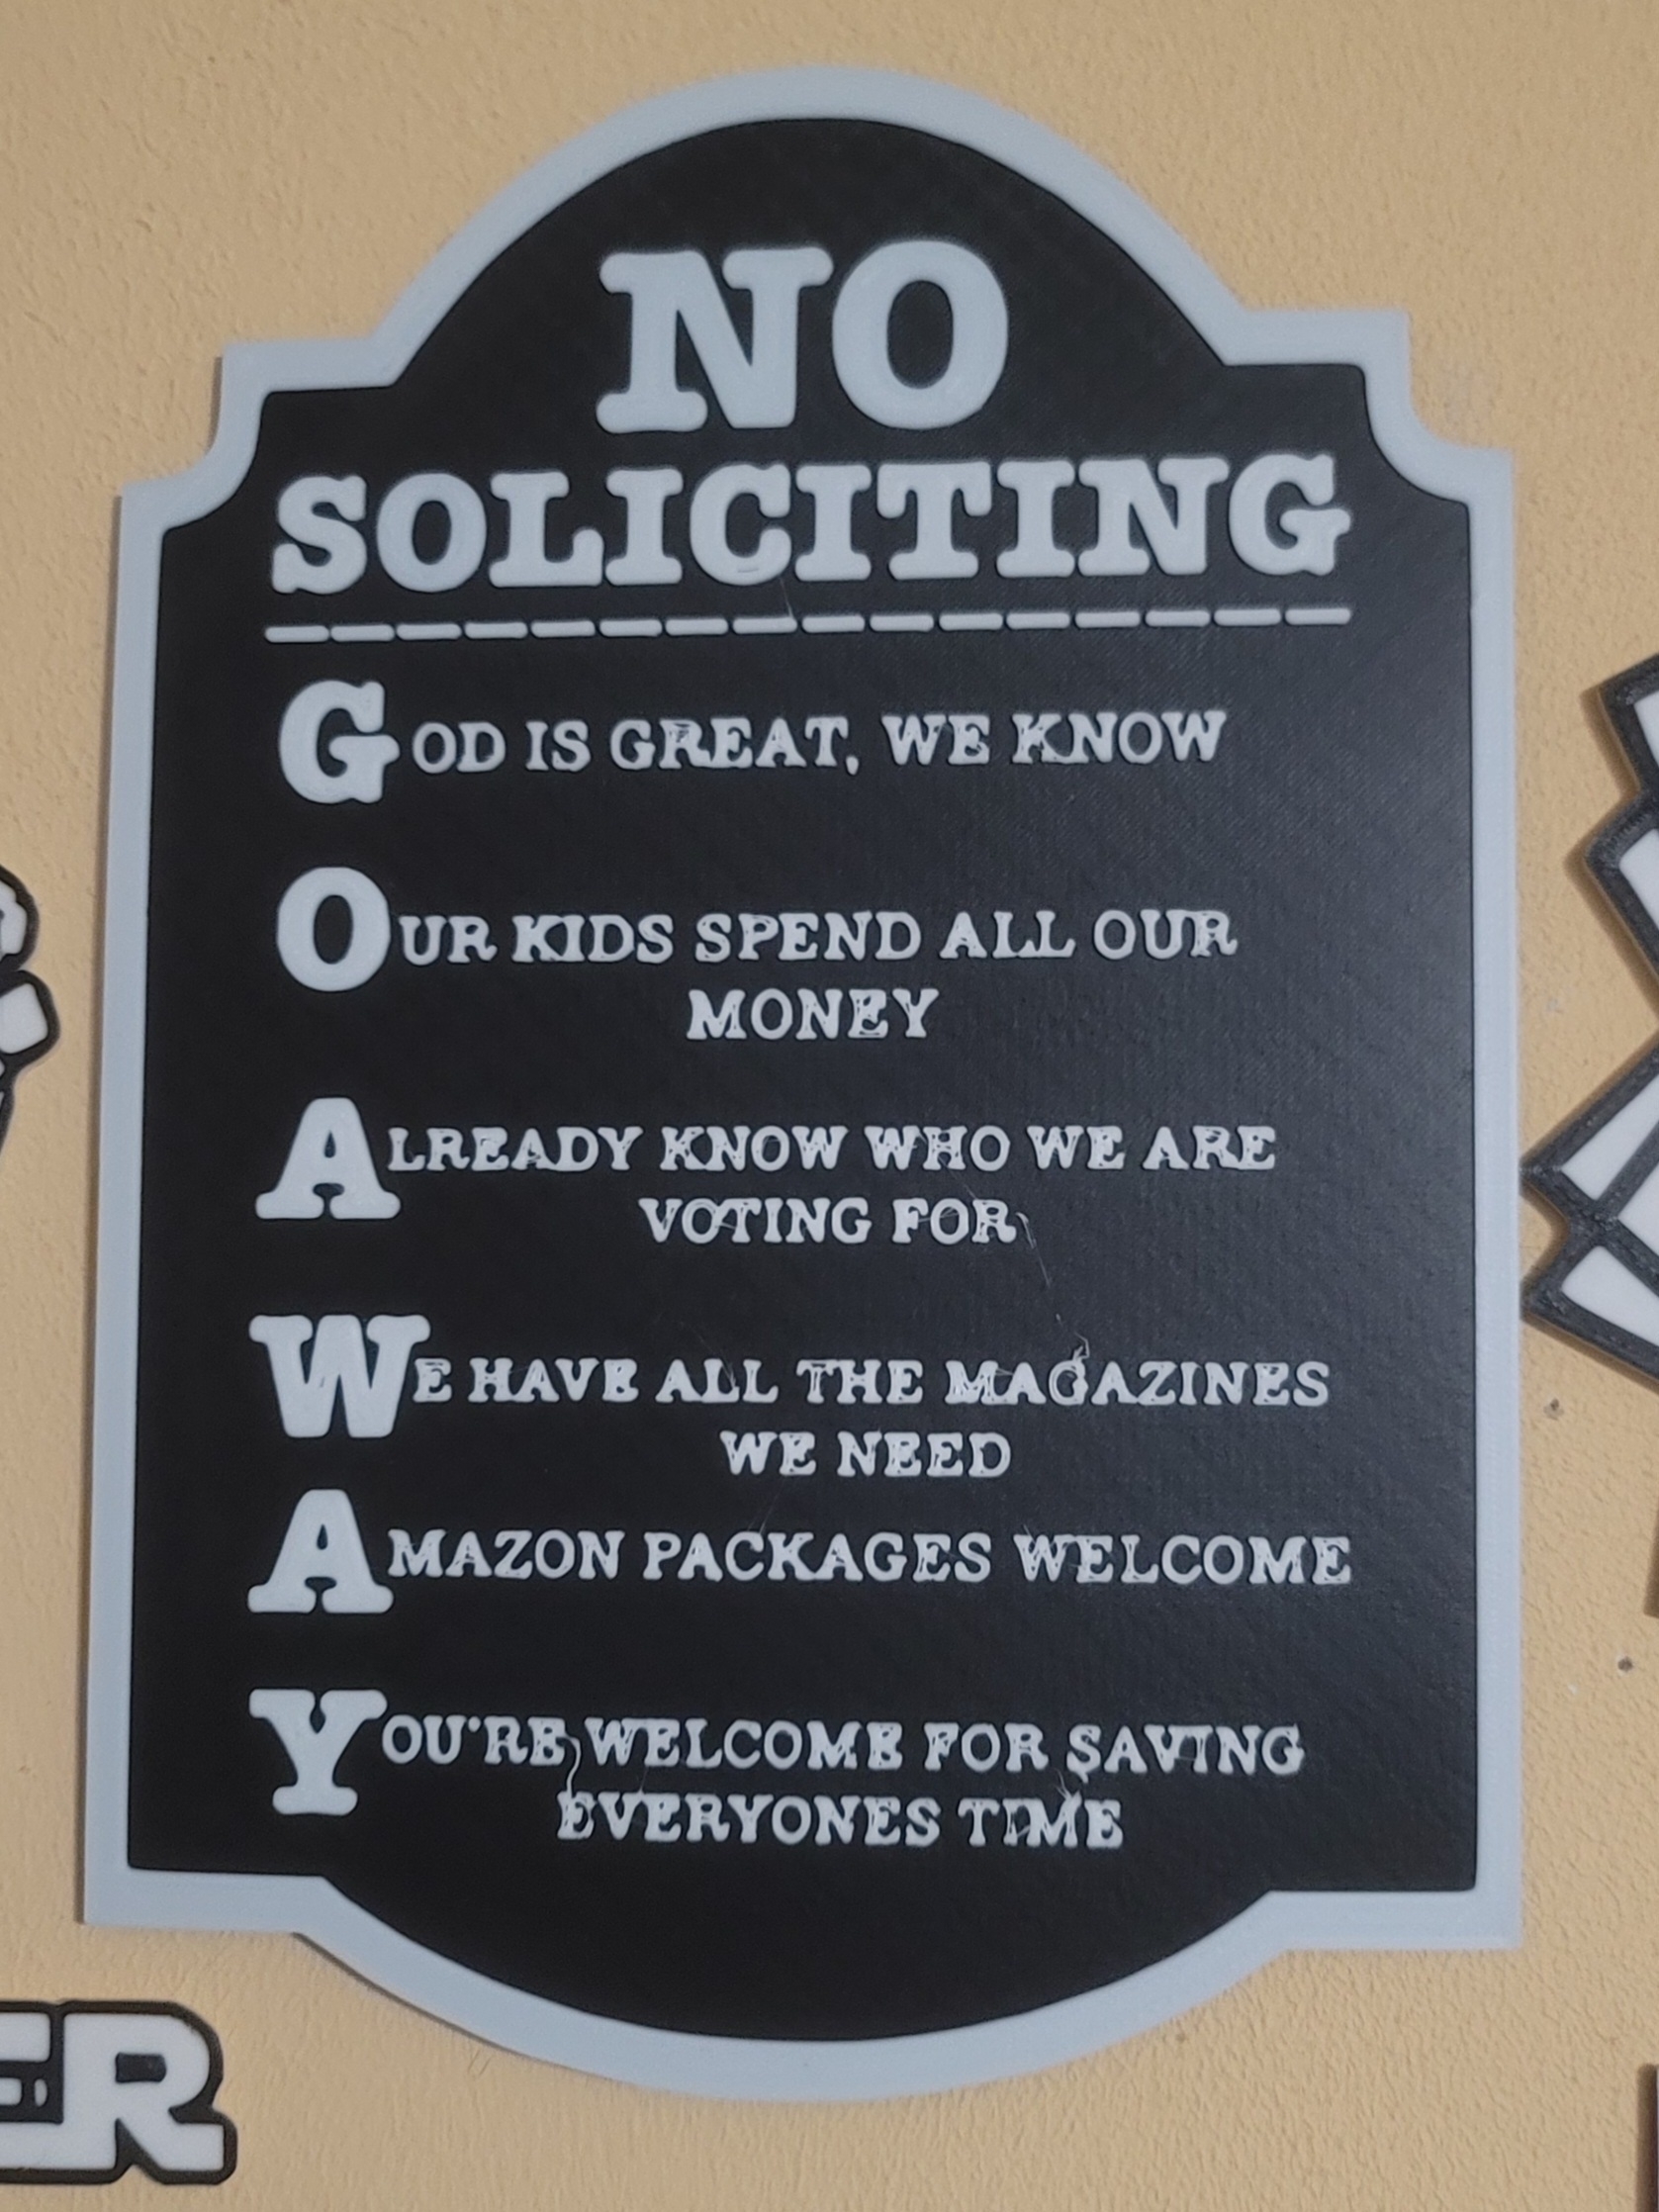 NO
SOLICITING
GOD IS GREAT, WE KNOW
OUR KIDS SPEND ALL OUR
MONEY
ALREADY KNOW WHO WE ARE
VOTING FOR
WE HAVE ALL THE MAGAZINES
WE NEED
AMAZON PACKAGES WELCOME
YOU'RE WELCOME FOR SAVING
EVERYONES TIME
ER